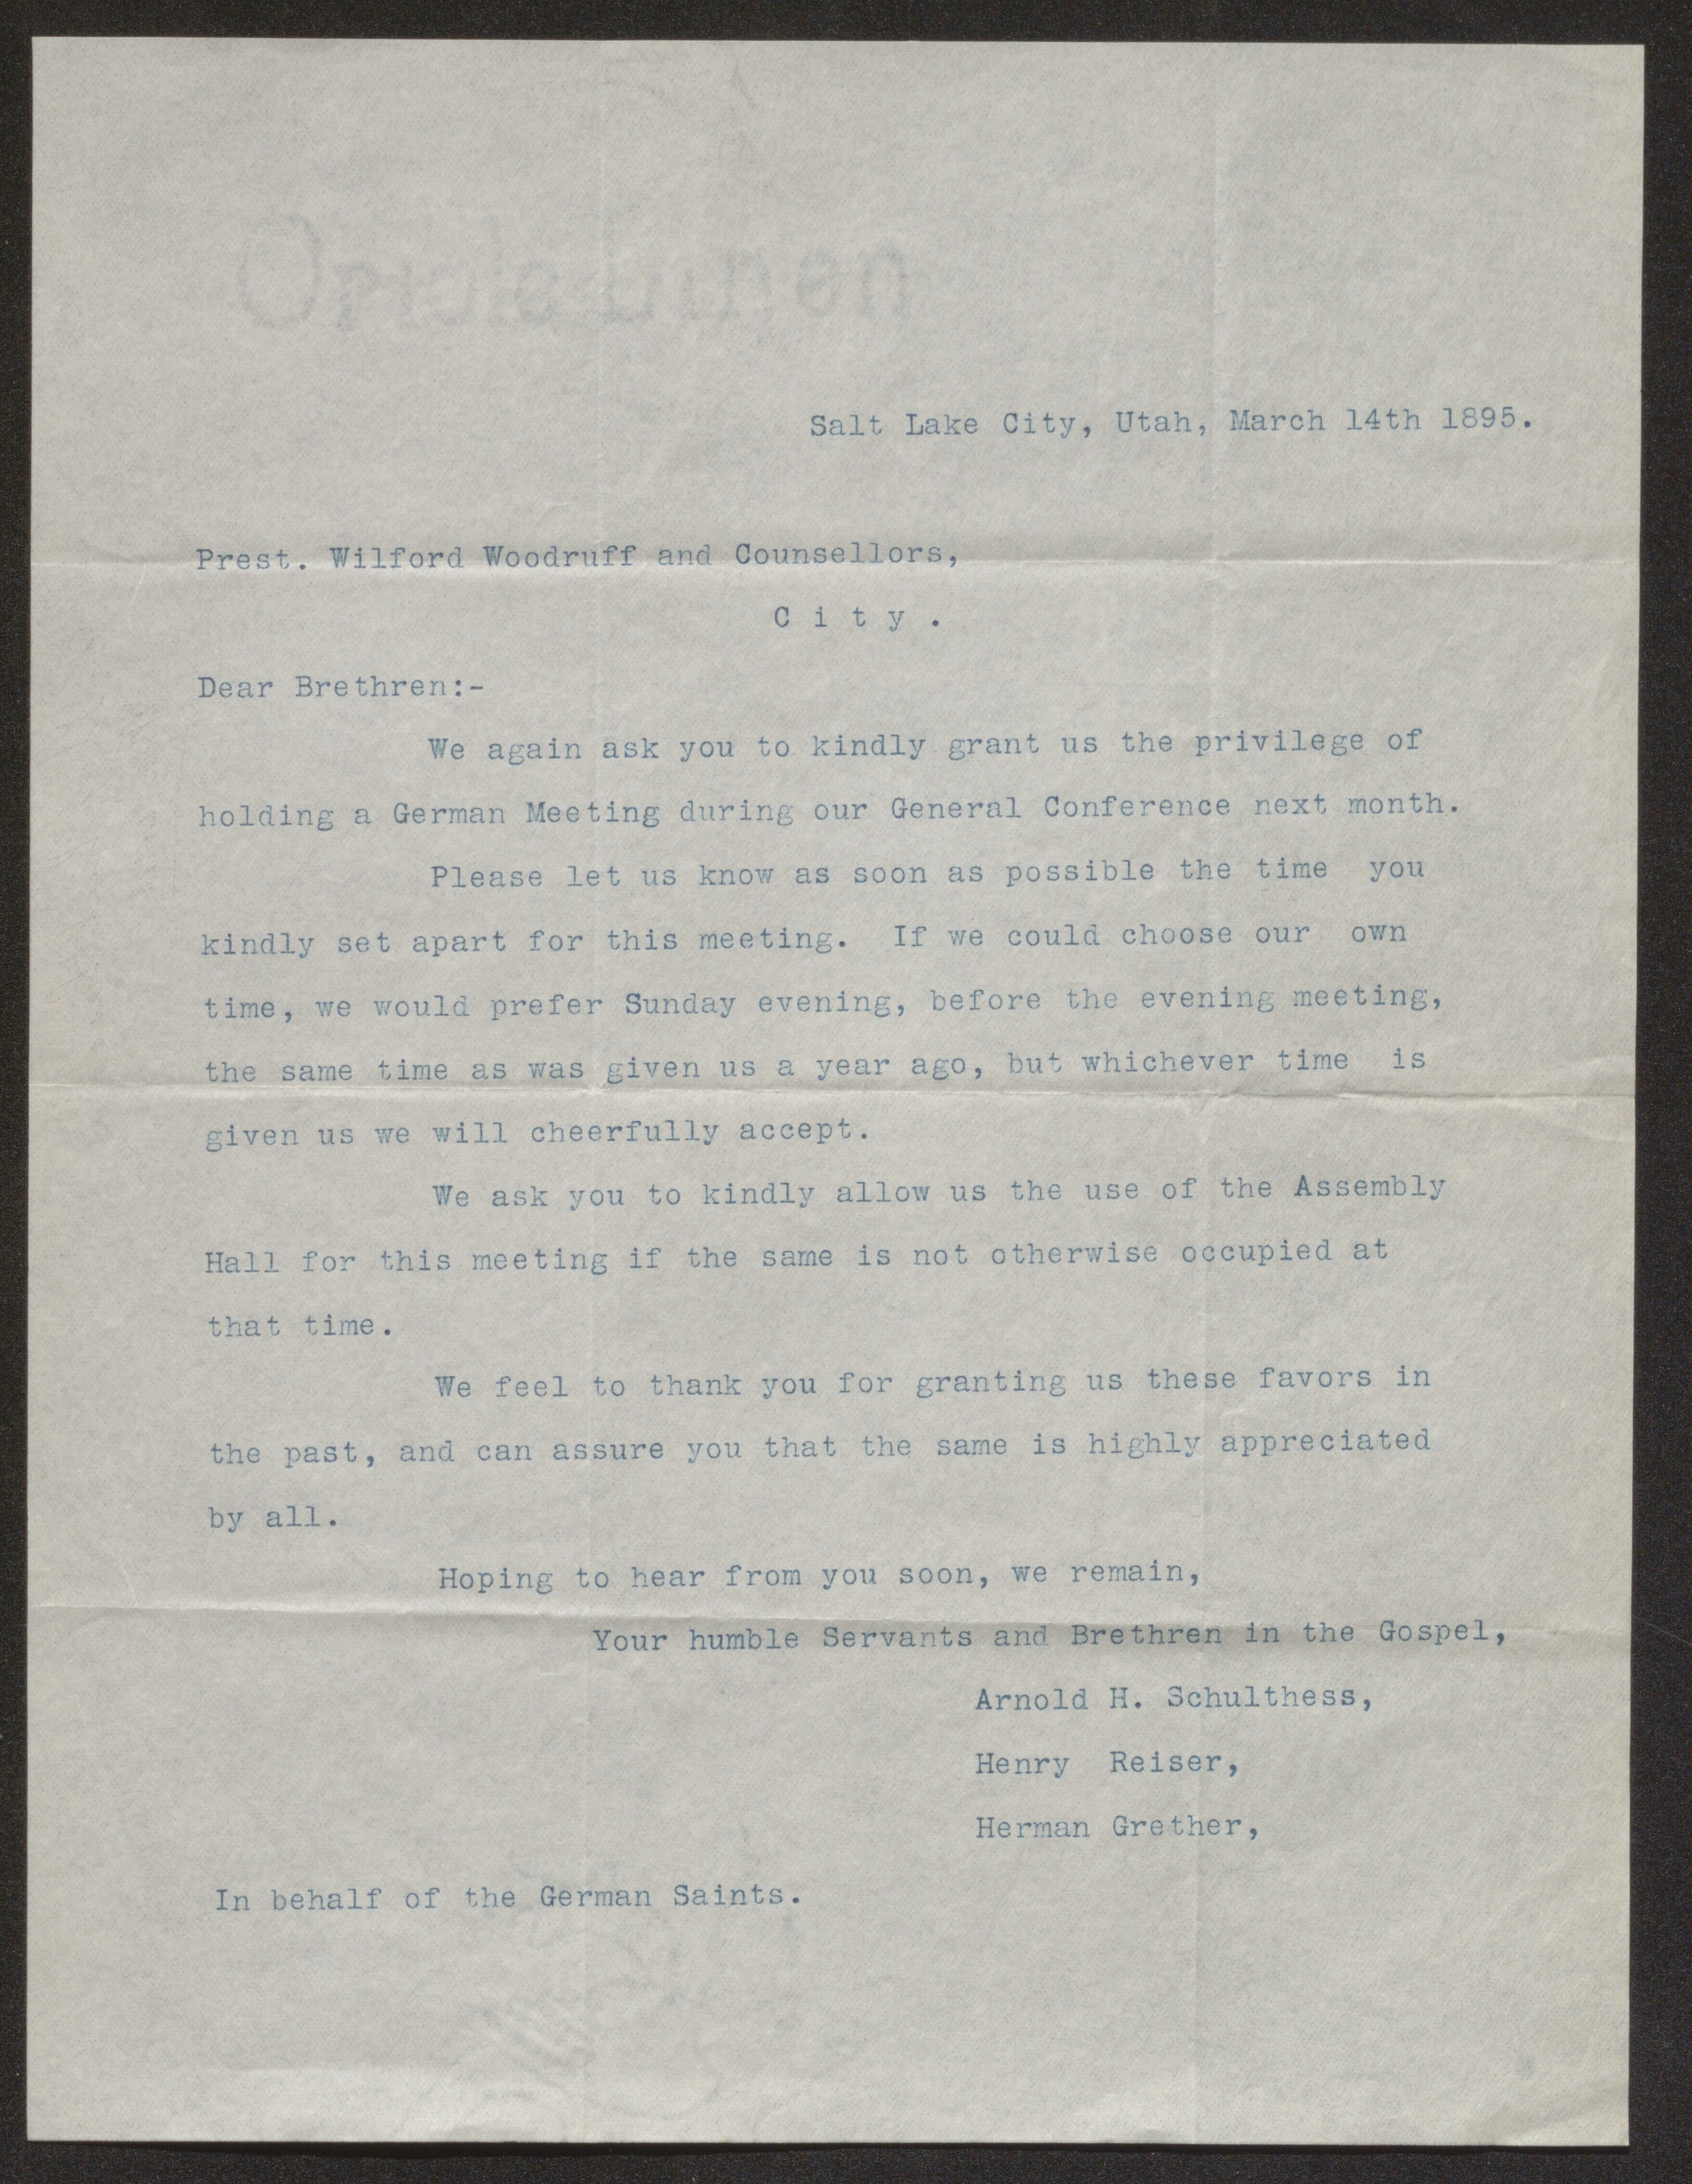 Salt Lake City, Utah, March 14th 1895.
Prest. Wilford Woodruff and Counsellors,
C i t y .
Dear Brethren:-
We again ask you to kindly grant us the privilege of
holding a German Meeting during our General Conference next month.
Please let us know as soon as possible the time you
kindly set apart for this meeting. If we could choose our own
time, we would prefer Sunday evening, before the evening meeting,
the same time as was given us a year ago, but whichever time is
given us we will cheerfully accept.
We ask you to kindly allow us the use of the Assembly
Hall for this meeting if the same is not otherwise occupied at
that time.
We feel to thank you for granting us these favors in
the past, and can assure you that the same is highly appreciated
by all.
Hoping to hear from you soon, we remain,
Your humble Servants and Brethren in the Gospel,
Arnold H. Schulthess,
Henry Reiser,
Herman Grether,
In behalf of the German Saints.